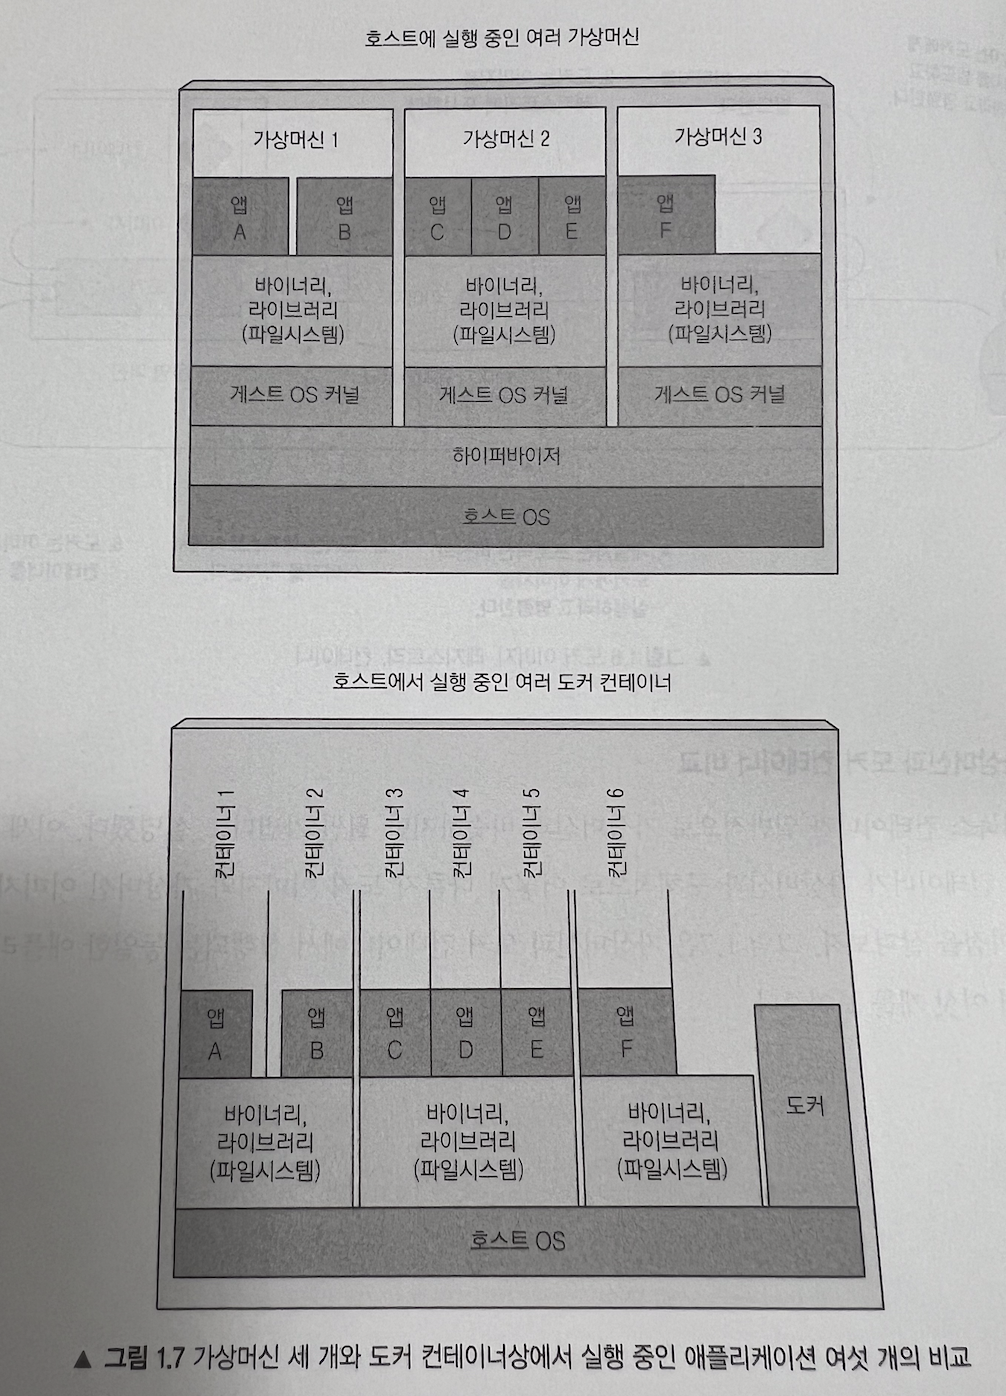 호스트에 실행 중인 여러 가상머신
가상머신 1
가상머신 2
가상머신 3
앱
A
앱
B
앱
C
앱
D
앱
E
앱
F
바이너리,
라이브러리
(파일시스템)
바이너리,
라이브러리
(파일시스템)
바이너리,
라이브러리
(파일시스템)
게스트 OS 커널
게스트 OS 커널
게스트 OS 커널
하이퍼바이저
호스트 OS
호스트에서 실행 중인 여러 도커 컨테이너
컨테이너 1
컨테이너 2
컨테이너 3
컨테이너 4
컨테이너 5
컨테이너 6
앱
A
앱
B
앱
C
앱
D
앱
E
앱
F
바이너리,
라이브러리
(파일시스템)
바이너리,
라이브러리
(파일시스템)
바이너리,
라이브러리
(파일시스템)
도커
호스트 OS
▲ 그림 1.7 가상머신 세 개와 도커 컨테이너상에서 실행 중인 애플리케이션 여섯 개의 비교